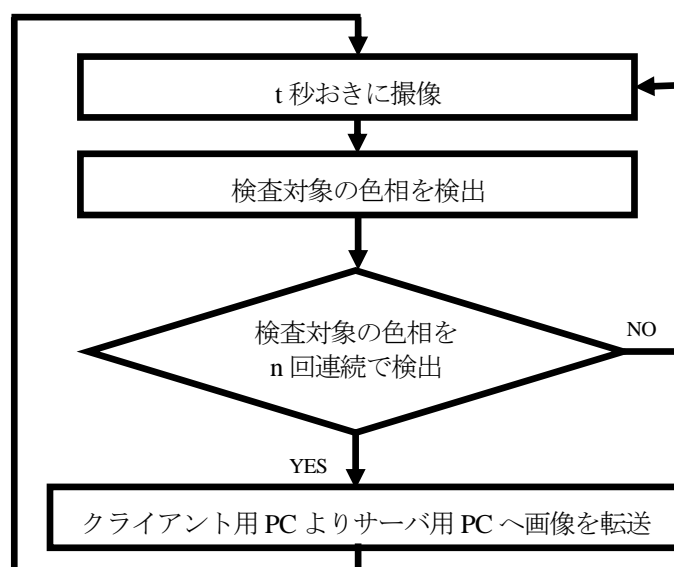 t 秒おきに撮像
検査対象の色相を検出
検査対象の色相を
n 回連続で検出
NO
YES
クライアント用 PC よりサーバ用 PC へ画像を転送